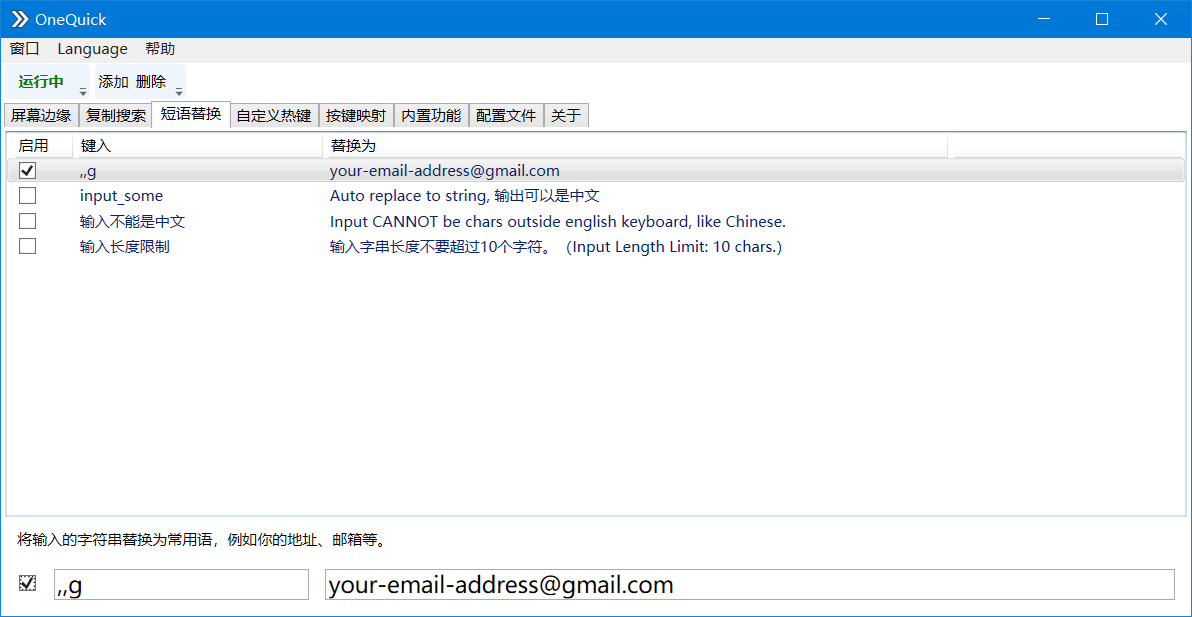 OneQuick
窗口 Language 帮助
运行中 添加 删除
屏幕边缘 复制搜索 短语替换 自定义热键 按键映射 内置功能 配置文件 关于
启用 键入 替换为
,,g your-email-address@gmail.com
input_some Auto replace to string, 输出可以是中文
输入不能是中文 Input CANNOT be chars outside english keyboard, like Chinese.
输入长度限制 输入字串长度不要超过10个字符。 (Input Length Limit: 10 chars.)
将输入的字符串替换为常用语，例如你的地址、邮箱等。
,,g your-email-address@gmail.com